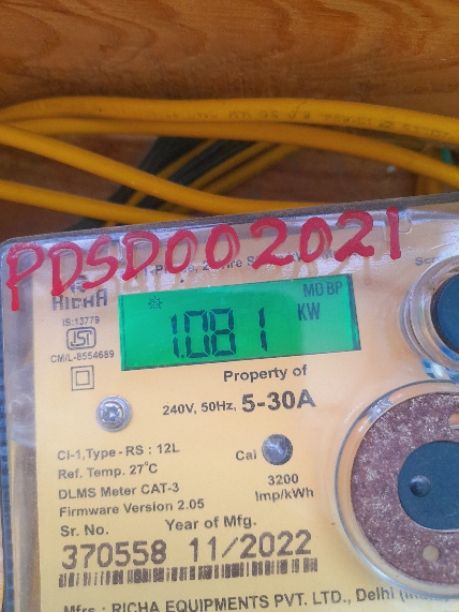 PDSD002021
RICHA
IS:13779
ISI
CM/L-8554689
MD BP
KW
1.081
Property of
240V, 50Hz, 5-30A
Cl-1,Type - RS : 12L
Ref. Temp. 27°C
DLMS Meter CAT-3
Firmware Version 2.05
Cal
3200
Imp/kWh
Sr. No. Year of Mfg.
370558 11/2022
Mfrs : RICHA EQUIPMENTS PVT. LTD., Delhi